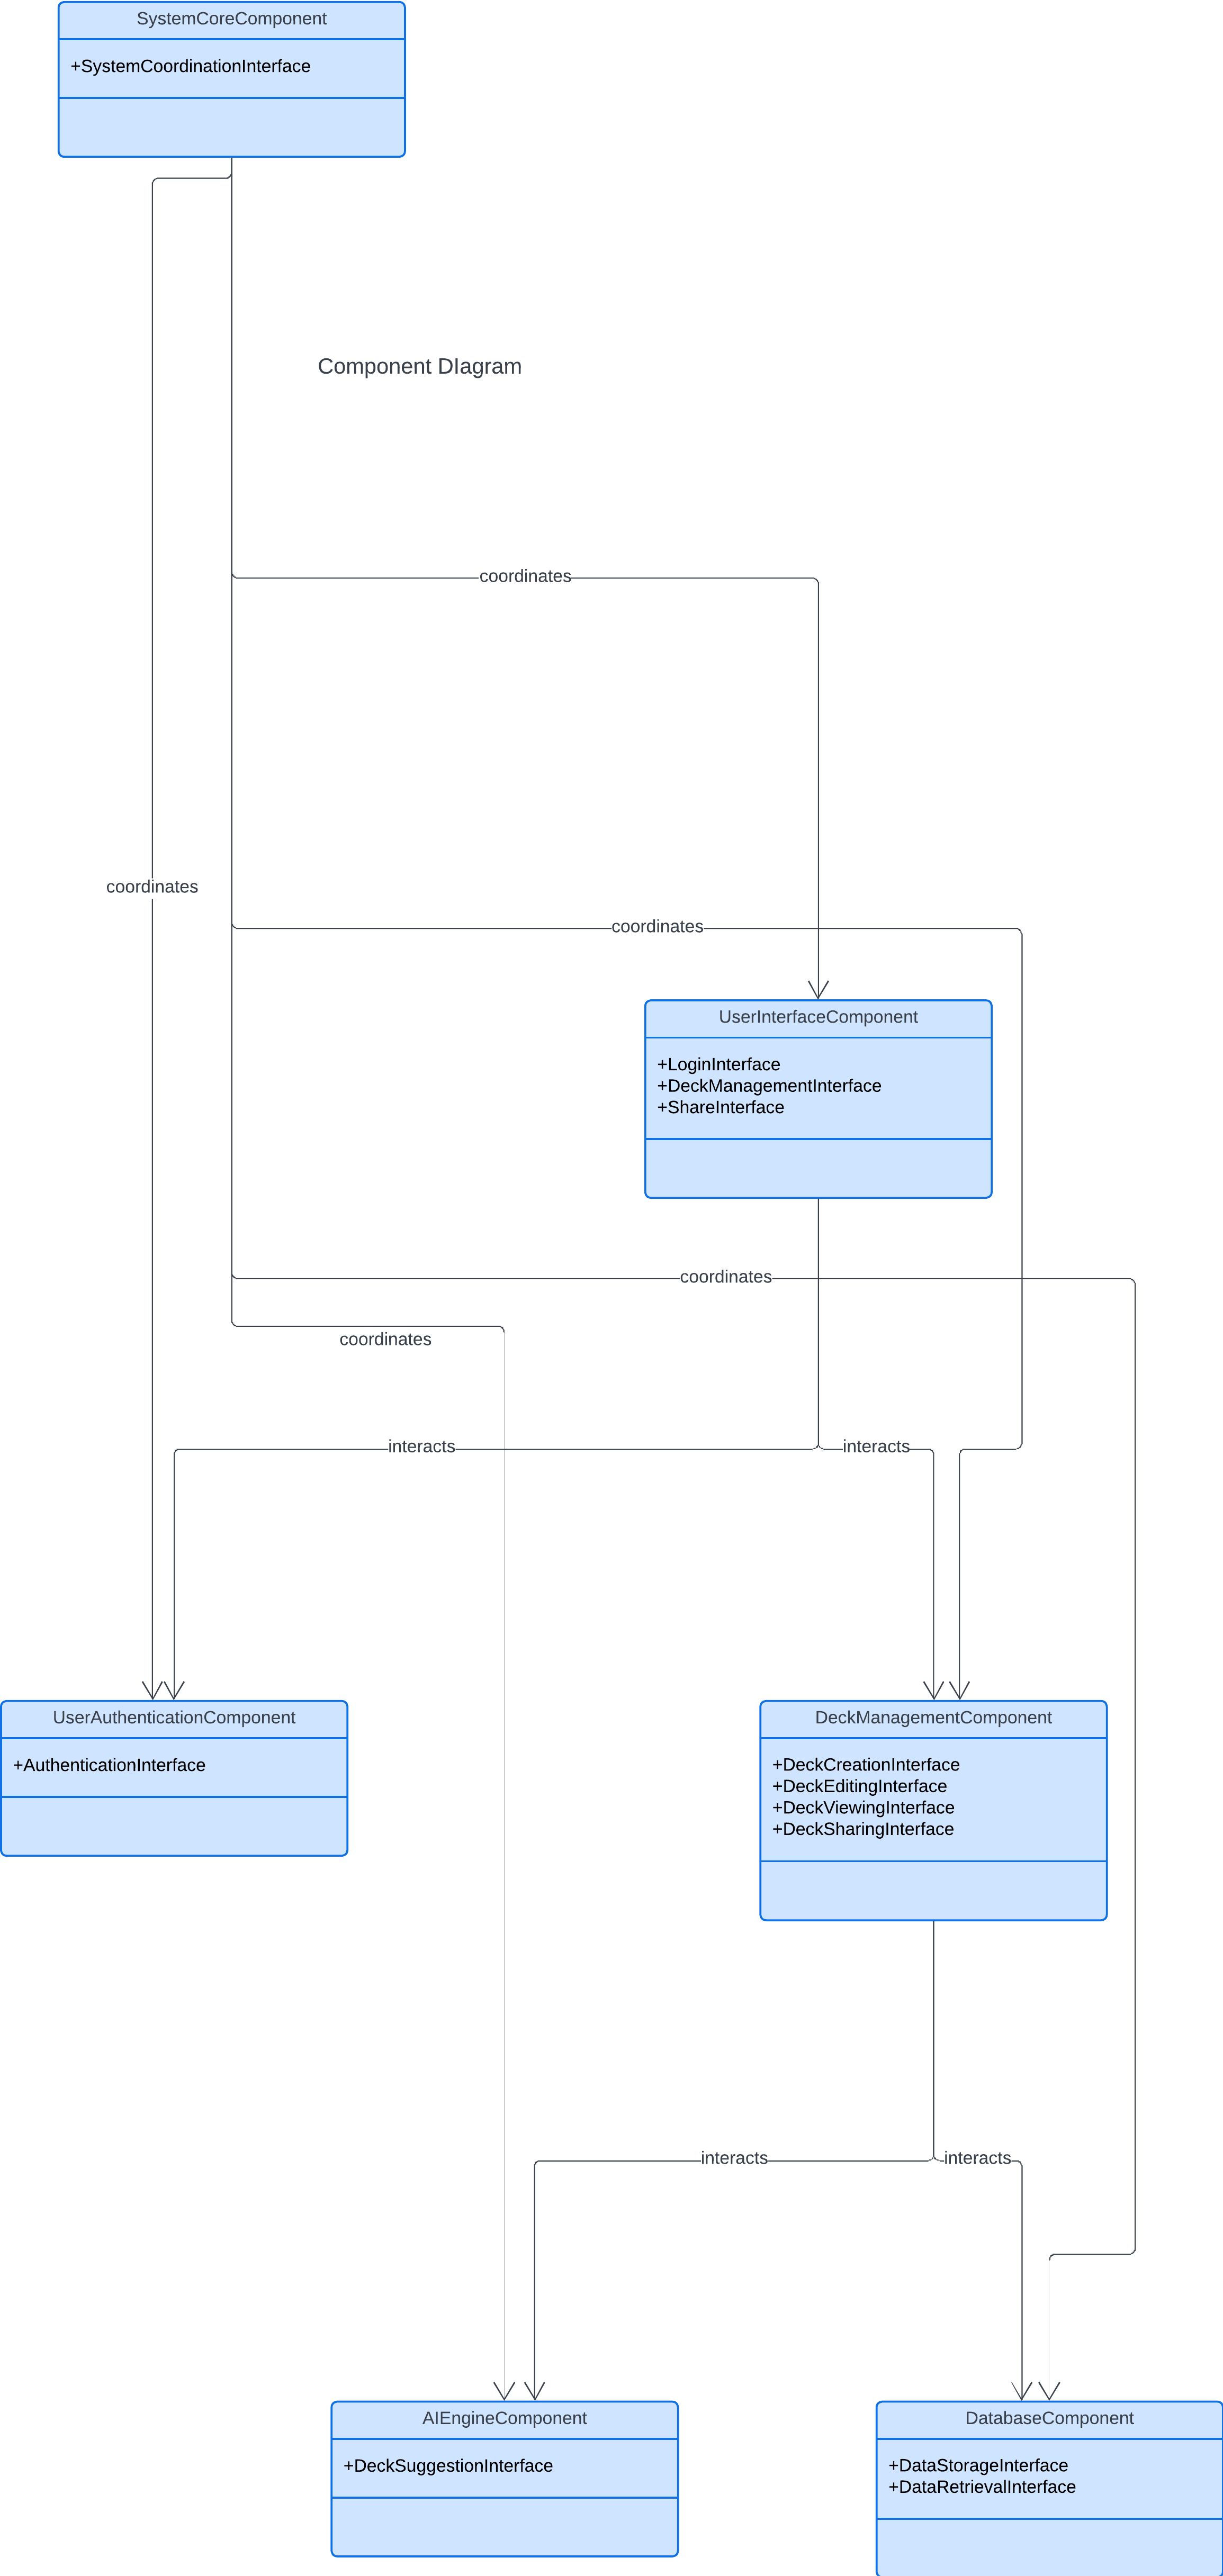 SystemCoreComponent
+SystemCoordinationInterface
Component DIagram
coordinates
coordinates
coordinates
UserInterfaceComponent
+LoginInterface
+DeckManagementInterface
+ShareInterface
coordinates
coordinates
interacts
interacts
UserAuthenticationComponent
+AuthenticationInterface
DeckManagementComponent
+DeckCreationInterface
+DeckEditingInterface
+DeckViewingInterface
+DeckSharingInterface
interacts
interacts
AIEngineComponent
+DeckSuggestionInterface
DatabaseComponent
+DataStorageInterface
+DataRetrievalInterface